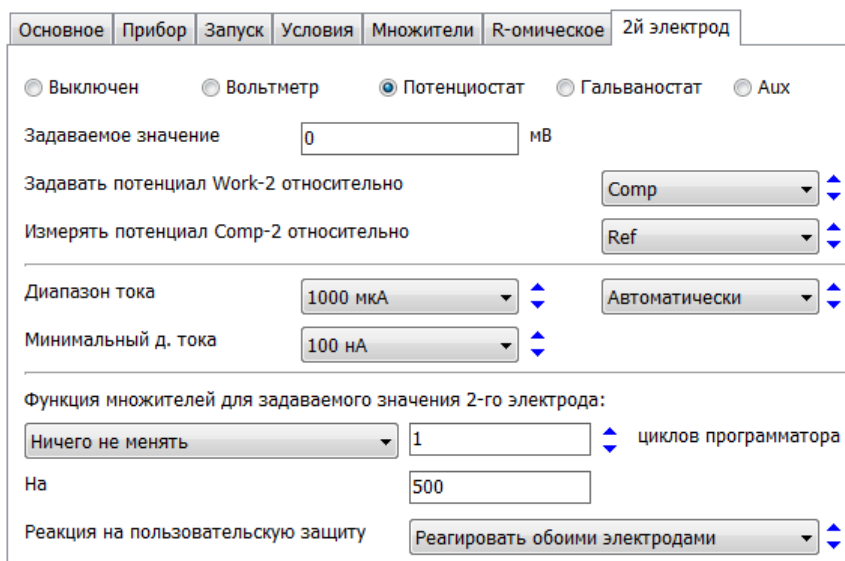 Основное Прибор Запуск Условия Множители R-омическое 2й электрод
Выключен Вольтметр Потенциостат Гальваностат Aux
Задаваемое значение 0 мВ
Задавать потенциал Work-2 относительно Comp
Измерять потенциал Comp-2 относительно Ref
Диапазон тока 1000 мкА Автоматически
Минимальный д. тока 100 нА
Функция множителей для задаваемого значения 2-го электрода:
Ничего не менять 1 циклов программатора
На 500
Реакция на пользовательскую защиту Реагировать обоими электродами